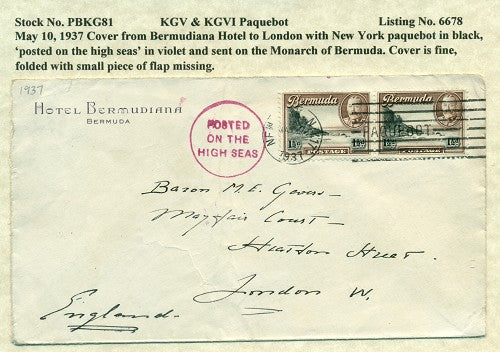 Stock No. PBKG81 KGV & KGVI Paquebot Listing No. 6678
May 10, 1937 Cover from Bermudiana Hotel to London with New York paquebot in black,
‘posted on the high seas’ in violet and sent on the Monarch of Bermuda. Cover is fine,
folded with small piece of flap missing.
1937
HOTEL BERMUDIANA
BERMUDA
POSTED
ON THE
HIGH SEAS
NEW
1937
Bermuda
POSTAGE
Bermuda
POSTAGE
PAQUEBOT
Baron M.E.
Mayfair Court
Street
London W.
England.